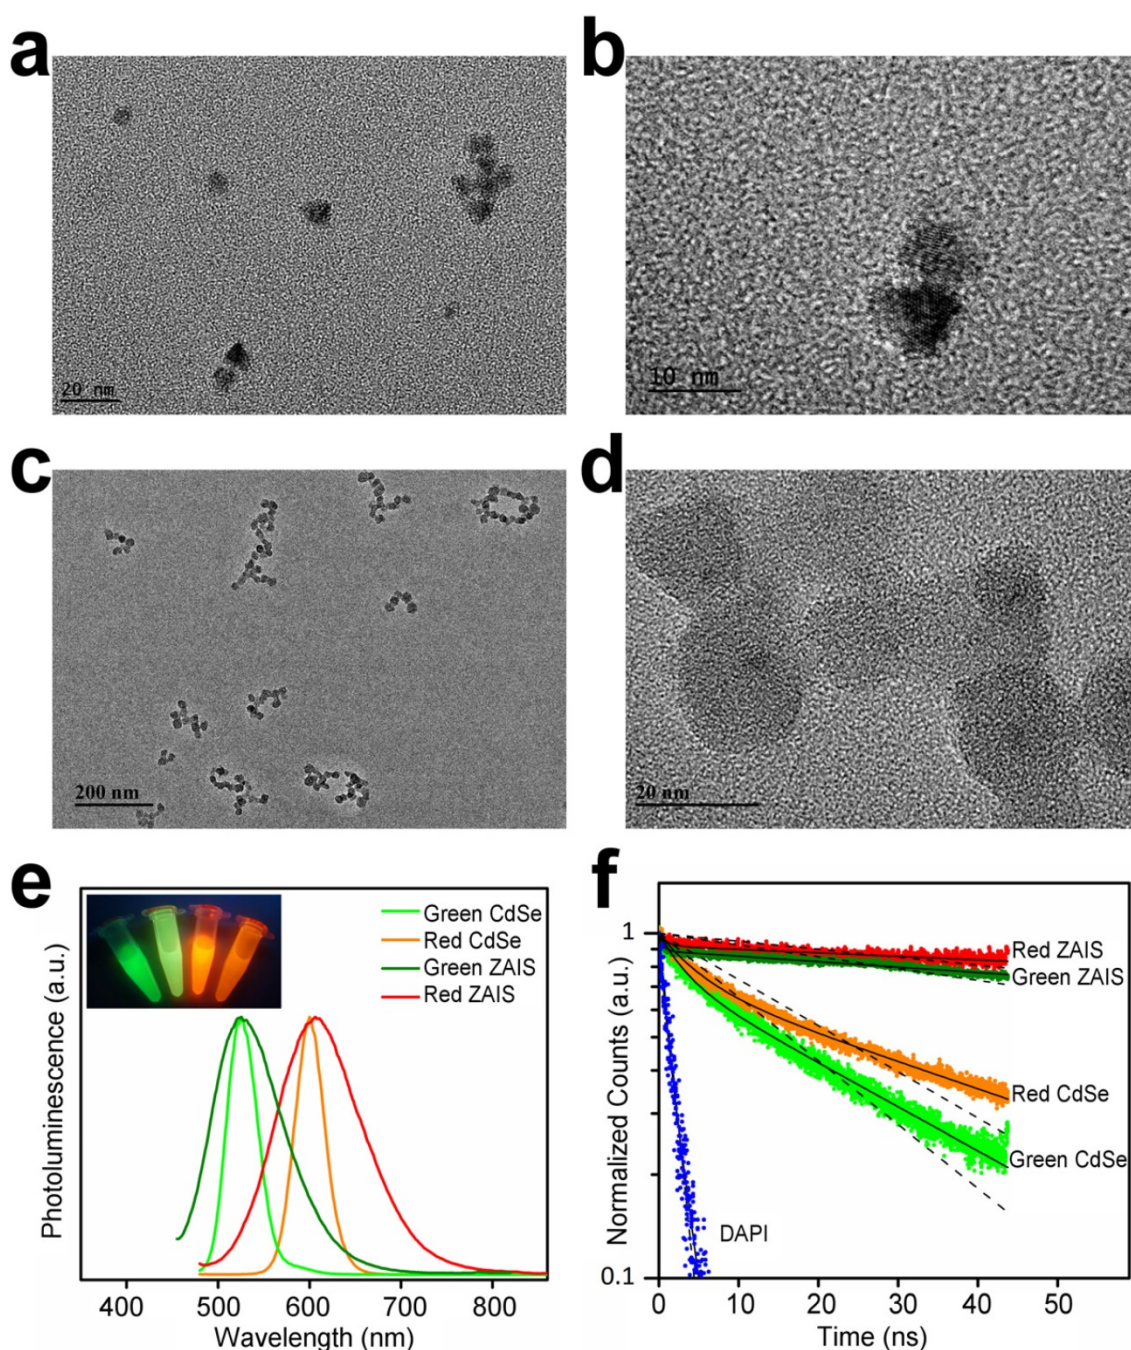 a
b
20 nm
10 nm
c
d
200 nm
20 nm
e
f
Green CdSe
Red CdSe
Green ZAIS
Red ZAIS
Photoluminescence (a.u.)
400
500
600
700
800
Wavelength (nm)
1
0.1
Normalized Counts (a.u.)
Red ZAIS
Green ZAIS
Red CdSe
Green CdSe
DAPI
0
10
20
30
40
50
Time (ns)